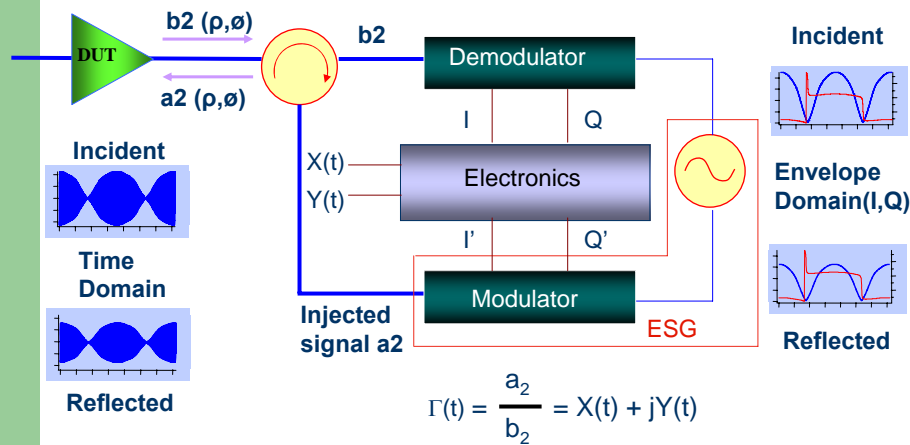 b2 (ρ,ø)
DUT
a2 (ρ,ø)
b2
Demodulator
Incident
I
Q
Incident
X(t)
Y(t)
Electronics
Envelope
Domain(I,Q)
I’
Q’
Time
Domain
Modulator
Injected
signal a2
ESG
Reflected
Reflected
Γ(t) = a₂ / b₂ = X(t) + jY(t)